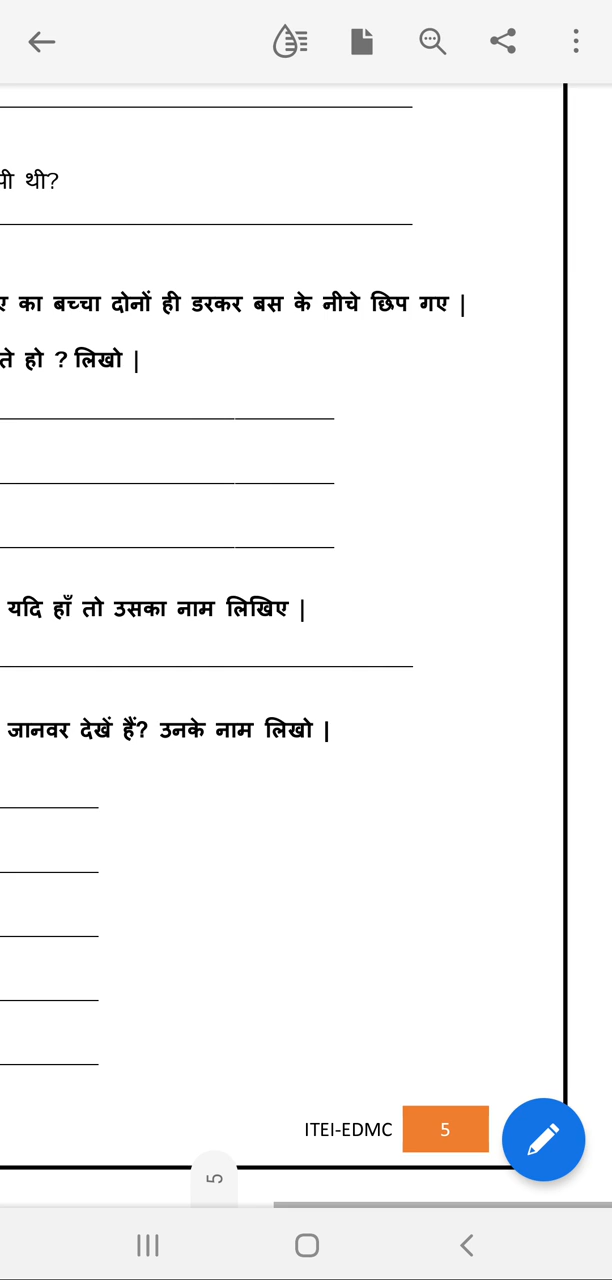 थी?
का बच्चा दोनों ही डरकर बस के नीचे छिप गए |
हो ? लिखो |
यदि हाँ तो उसका नाम लिखिए |
जानवर देखें हैं? उनके नाम लिखो |
ITEI-EDMC 5
5